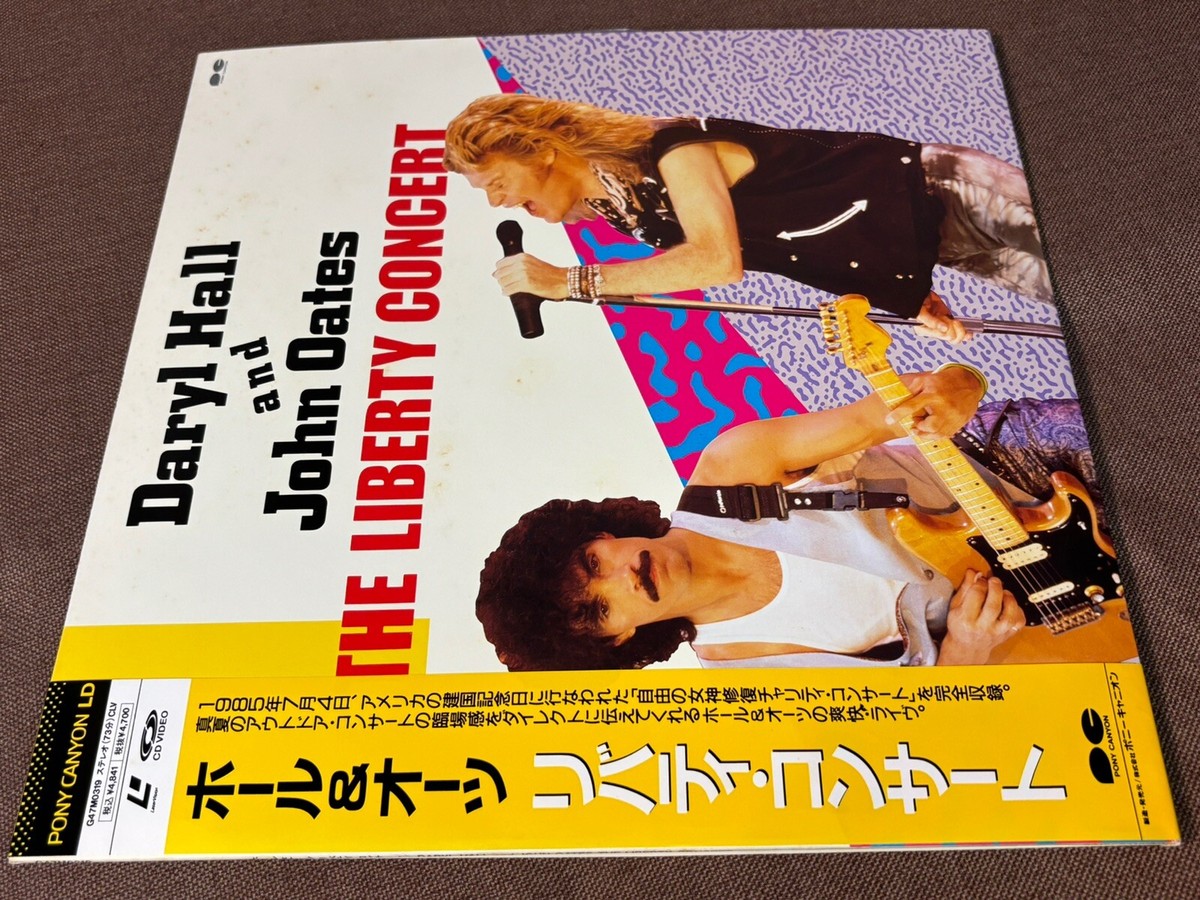 Daryl Hall
and
John Oates
THE LIBERTY CONCERT
PONY CANYON LD
G47M0319 ステレオ(73分)CLV
税込¥4,841 税抜¥4,700
CD VIDEO
LaserVision
1985年7月4日、アメリカの建国記念日に行なわれた「自由の女神修復チャリティ・コンサート」を完全収録。
真夏のアウトドア・コンサートの臨場感をダイレクトに伝えてくれるホール&オーツの爽快・ライヴ。
ホール&オーツ
リバティ・コンサート
PONY CANYON
株式会社 ポニーキャニオン